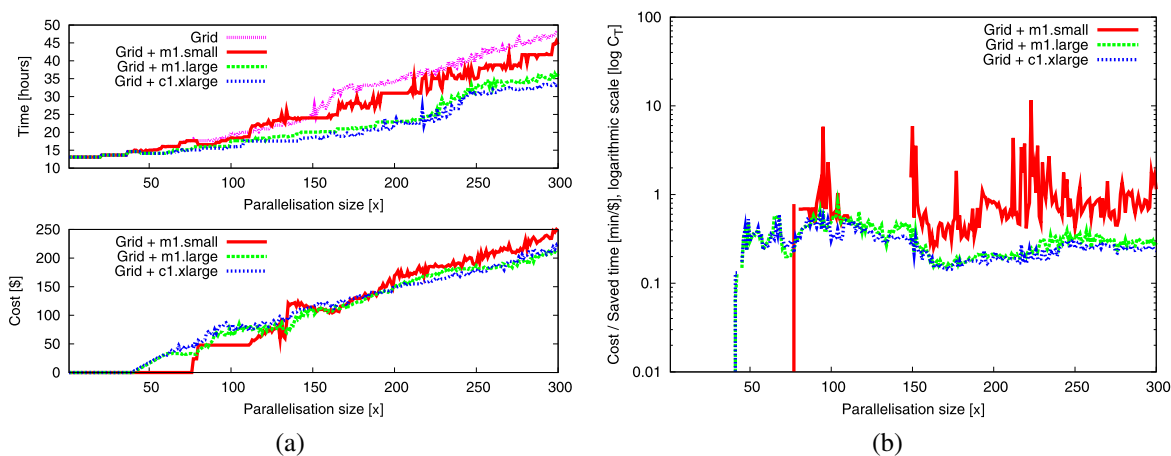 50
45
40
35
30
25
20
15
10
Time [hours]
Grid
Grid + m1.small
Grid + m1.large
Grid + c1.xlarge
50 100 150 200 250 300
Parallelisation size [x]
250
200
150
100
50
0
Cost [$]
Grid + m1.small
Grid + m1.large
Grid + c1.xlarge
50 100 150 200 250 300
Parallelisation size [x]
(a)
100
10
1
0.1
0.01
Cost / Saved time [min/$], logarithmic scale [log C_T]
Grid + m1.small
Grid + m1.large
Grid + c1.xlarge
50 100 150 200 250 300
Parallelisation size [x]
(b)